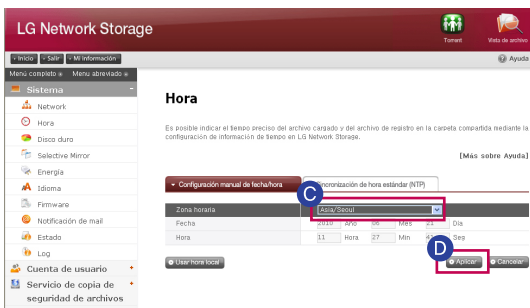 LG Network Storage
Torrent
Vista de archivo
Inicio Salir Mi Información
Ayuda
Menú completo Menu abreviado
Sistema
Network
Hora
Disco duro
Selective Mirror
Energía
Idioma
Firmware
Notificación de mail
Estado
Log
Cuenta de usuario
Servicio de copia de
seguridad de archivos
Hora
Es posible indicar el tiempo preciso del archivo cargado y del archivo de registro en la carpeta compartida mediante la
configuración de información de tiempo en LG Network Storage.
[Más sobre Ayuda]
Configuración manual de fecha/hora
Sincronización de hora estándar (NTP)
C
Zona horaria Asia/Seoul
Fecha 2010 Año 06 Mes 21 Día
Hora 11 Hora 27 Min Seg
D
Usar hora local
Aplicar
Cancelar